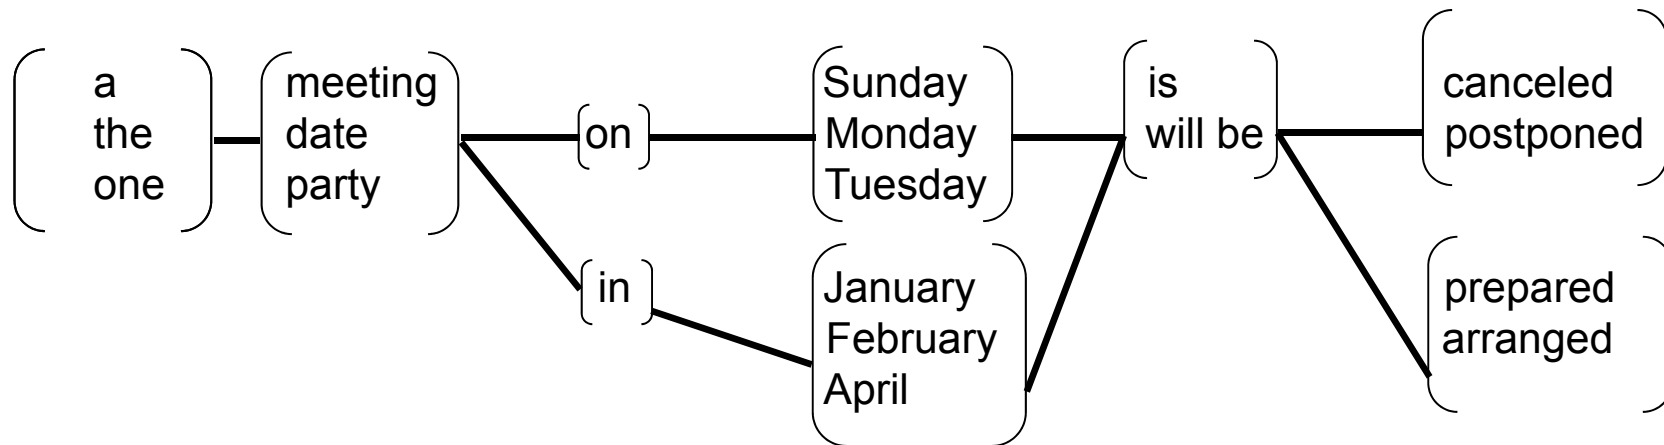 a
the
one
meeting
date
party
on
in
Sunday
Monday
Tuesday
January
February
April
is
will be
canceled
postponed
prepared
arranged